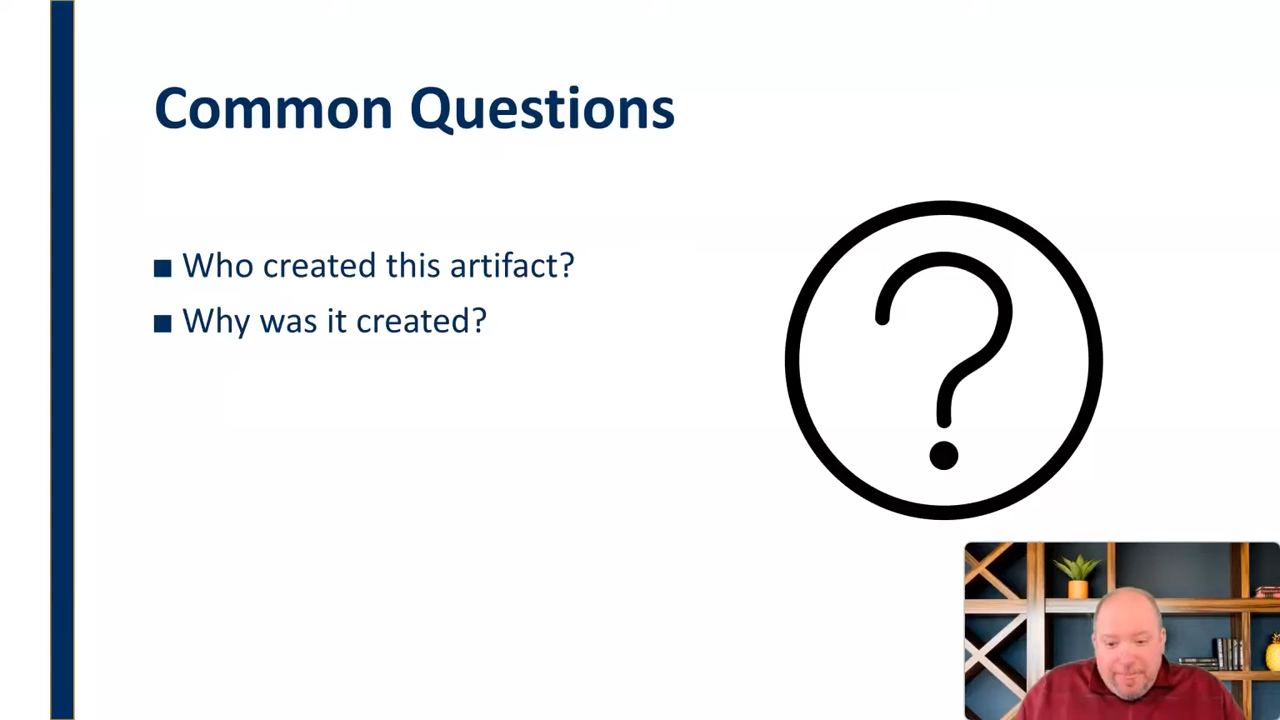 Common Questions
Who created this artifact?
Why was it created?